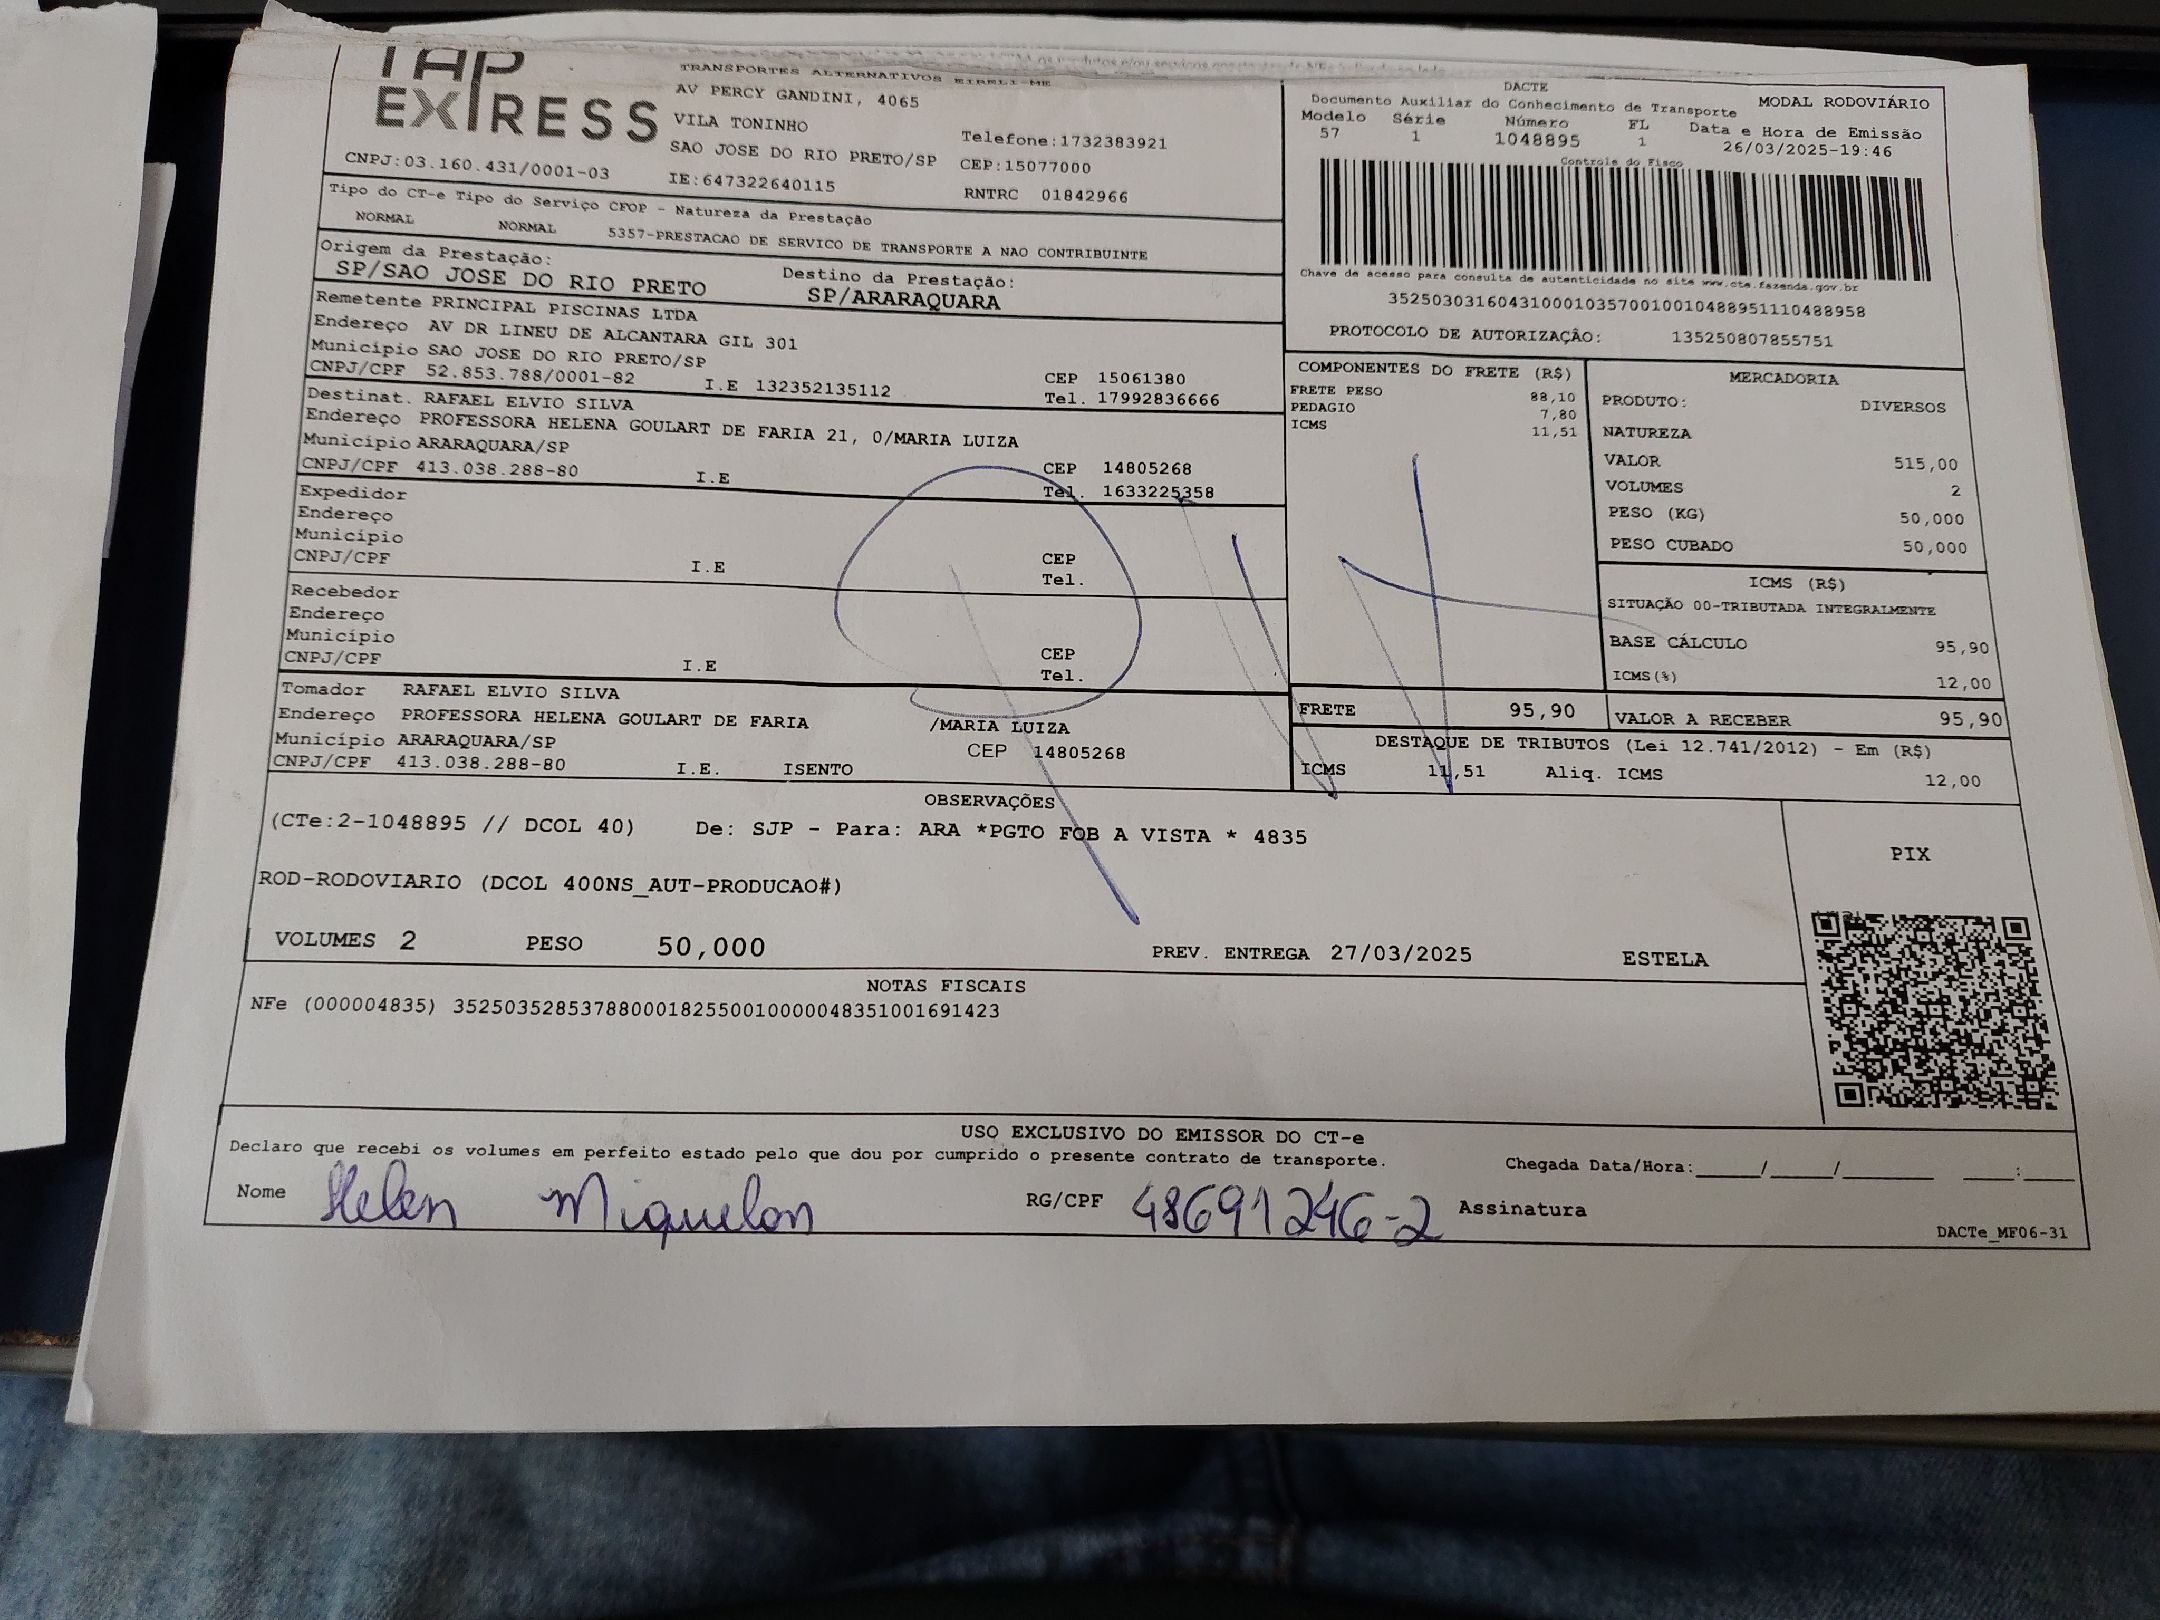 TAP
EXPRESS
TRANSPORTES ALTERNATIVOS EIRELI-ME
AV PERCY GANDINI, 4065
VILA TONINHO
SAO JOSE DO RIO PRETO/SP
Telefone:1732383921
CEP:15077000
CNPJ:03.160.431/0001-03
IE:647322640115
RNTRC 01842966
DACTE
Documento Auxiliar do Conhecimento de Transporte
MODAL RODOVIÁRIO
Modelo Série Número FL Data e Hora de Emissão
57 1 1048895 1 26/03/2025-19:46
Controle do Fisco
Chave de acesso para consulta de autenticidade no site www.cte.fazenda.gov.br
35250303160431000103570010010488951110488958
PROTOCOLO DE AUTORIZAÇÃO: 135250807855751
Tipo do CT-e Tipo do Serviço CFOP - Natureza da Prestação
NORMAL NORMAL 5357-PRESTACAO DE SERVICO DE TRANSPORTE A NAO CONTRIBUINTE
Origem da Prestação:
SP/SAO JOSE DO RIO PRETO
Destino da Prestação:
SP/ARARAQUARA
Remetente PRINCIPAL PISCINAS LTDA
Endereço AV DR LINEU DE ALCANTARA GIL 301
Município SAO JOSE DO RIO PRETO/SP
CEP 15061380
CNPJ/CPF 52.853.788/0001-82 I.E 132352135112 Tel. 17992836666
Destinat. RAFAEL ELVIO SILVA
Endereço PROFESSORA HELENA GOULART DE FARIA 21, 0/MARIA LUIZA
Município ARARAQUARA/SP
CEP 14805268
CNPJ/CPF 413.038.288-80 I.E Tel. 1633225358
Expedidor
Endereço
Município
CEP
CNPJ/CPF I.E Tel.
Recebedor
Endereço
Município
CEP
CNPJ/CPF I.E Tel.
Tomador RAFAEL ELVIO SILVA
Endereço PROFESSORA HELENA GOULART DE FARIA /MARIA LUIZA
Município ARARAQUARA/SP CEP 14805268
CNPJ/CPF 413.038.288-80 I.E. ISENTO
COMPONENTES DO FRETE (R$)
FRETE PESO 88,10
PEDAGIO 7,80
ICMS 11,51
MERCADORIA
PRODUTO: DIVERSOS
NATUREZA
VALOR 515,00
VOLUMES 2
PESO (KG) 50,000
PESO CUBADO 50,000
ICMS (R$)
SITUAÇÃO 00-TRIBUTADA INTEGRALMENTE
BASE CÁLCULO 95,90
ICMS(%) 12,00
FRETE 95,90
VALOR A RECEBER 95,90
DESTAQUE DE TRIBUTOS (Lei 12.741/2012) - Em (R$)
ICMS 11,51 Aliq. ICMS 12,00
OBSERVAÇÕES
(CTe:2-1048895 // DCOL 40) De: SJP - Para: ARA *PGTO FOB A VISTA * 4835
ROD-RODOVIARIO (DCOL 400NS_AUT-PRODUCAO#)
VOLUMES 2 PESO 50,000 PREV. ENTREGA 27/03/2025 ESTELA
PIX
NOTAS FISCAIS
NFe (000004835) 35250352853788000182550010000048351001691423
USO EXCLUSIVO DO EMISSOR DO CT-e
Declaro que recebi os volumes em perfeito estado pelo que dou por cumprido o presente contrato de transporte.
Chegada Data/Hora:____/____/______ ___:___
Nome Helen Miquelon RG/CPF 48691246-2 Assinatura
DACTe_MF06-31